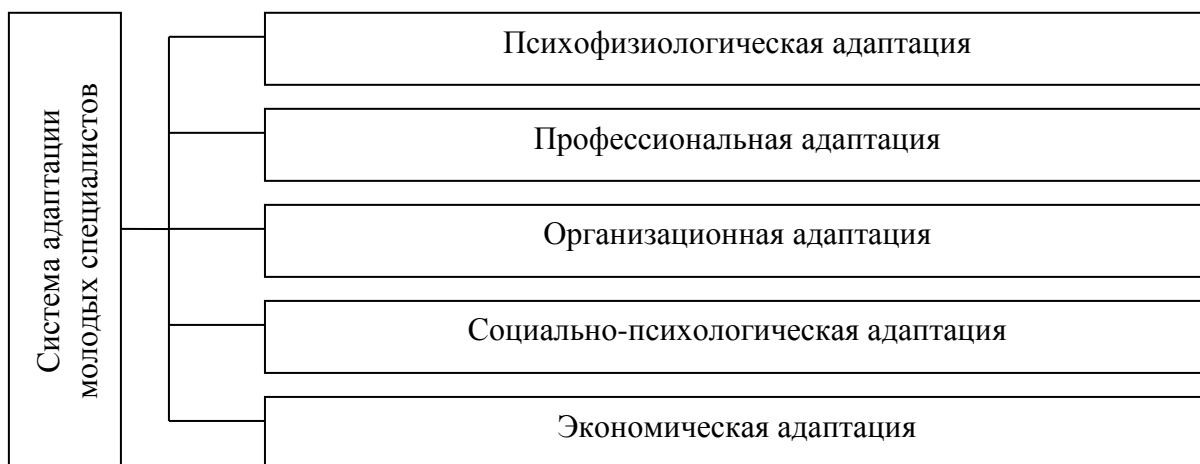 Система адаптации
молодых специалистов
Психофизиологическая адаптация
Профессиональная адаптация
Организационная адаптация
Социально-психологическая адаптация
Экономическая адаптация